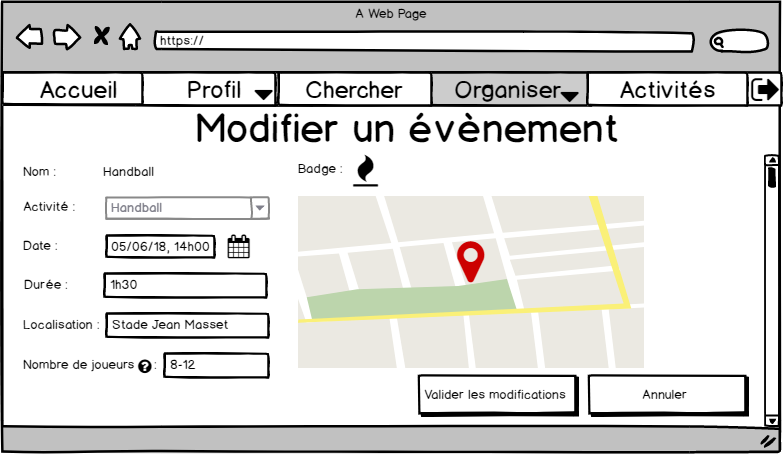 A Web Page
https://
Accueil
Profil
Chercher
Organiser
Activités
Modifier un évènement
Nom :
Handball
Badge :
Activité :
Handball
Date :
05/06/18, 14h00
Durée :
1h30
Localisation :
Stade Jean Masset
Nombre de joueurs ? :
8-12
Valider les modifications
Annuler